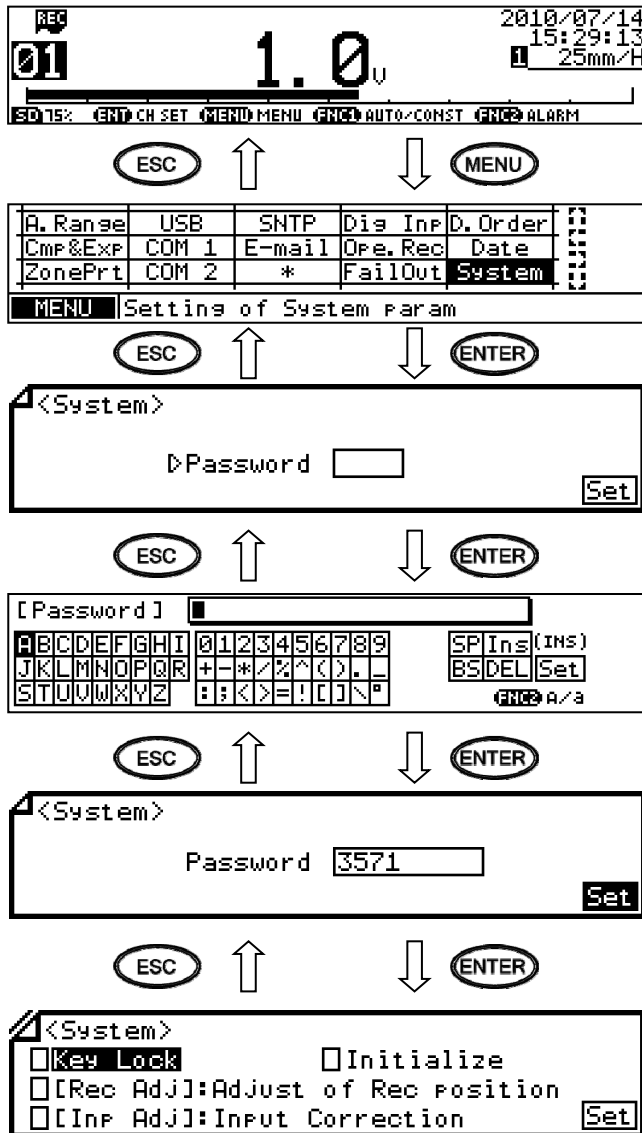 REC 2010/07/14
15:29:13
01 1.0 V 1 25mm/H
SD 75% ENT CH SET MENU MENU FNC1 AUTO/CONST FNC2 ALARM
ESC MENU
A.Range USB SNTP Dig Inp D.Order
Cmp&Exp COM 1 E-mail Ope.Rec Date
ZonePrt COM 2 * FailOut System
MENU Setting of System param
ESC ENTER
<System>
▷Password
Set
ESC ENTER
[Password]
ABCDEFGHI 0123456789 SP Ins (INS)
JKLMNOPQR +-*/%^()._ BS DEL Set
STUVWXYZ :;<>=![]\° FNC2 A/a
ESC ENTER
<System>
Password 3571
Set
ESC ENTER
<System>
□Key Lock □Initialize
□[Rec Adj]:Adjust of Rec position
□[Inp Adj]:Input Correction Set